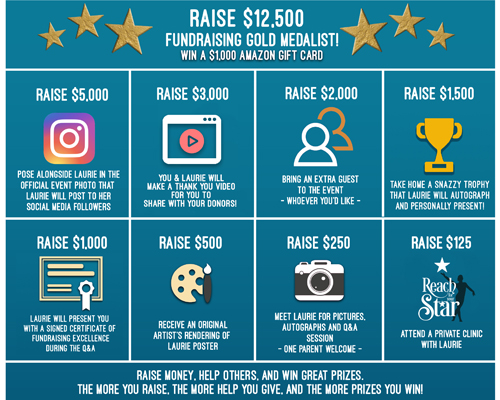 RAISE $12,500
FUNDRAISING GOLD MEDALIST!
WIN A $1,000 AMAZON GIFT CARD
RAISE $5,000
POSE ALONGSIDE LAURIE IN THE
OFFICIAL EVENT PHOTO THAT
LAURIE WILL POST TO HER
SOCIAL MEDIA FOLLOWERS
RAISE $3,000
YOU & LAURIE WILL
MAKE A THANK YOU VIDEO
FOR YOU TO
SHARE WITH YOUR DONORS!
RAISE $2,000
BRING AN EXTRA GUEST
TO THE EVENT
- WHOEVER YOU'D LIKE -
RAISE $1,500
TAKE HOME A SNAZZY TROPHY
THAT LAURIE WILL AUTOGRAPH
AND PERSONALLY PRESENT!
RAISE $1,000
LAURIE WILL PRESENT YOU
WITH A SIGNED CERTIFICATE OF
FUNDRAISING EXCELLENCE
DURING THE Q&A
RAISE $500
RECEIVE AN ORIGINAL
ARTIST'S RENDERING OF
LAURIE POSTER
RAISE $250
MEET LAURIE FOR PICTURES,
AUTOGRAPHS AND Q&A
SESSION
- ONE PARENT WELCOME -
RAISE $125
Reach
Star
ATTEND A PRIVATE CLINIC
WITH LAURIE
RAISE MONEY, HELP OTHERS, AND WIN GREAT PRIZES.
THE MORE YOU RAISE, THE MORE HELP YOU GIVE, AND THE MORE PRIZES YOU WIN!